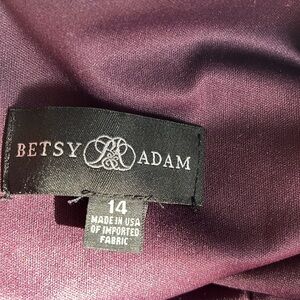 BETSY ADAM
14
MADE IN USA
OF IMPORTED
FABRIC